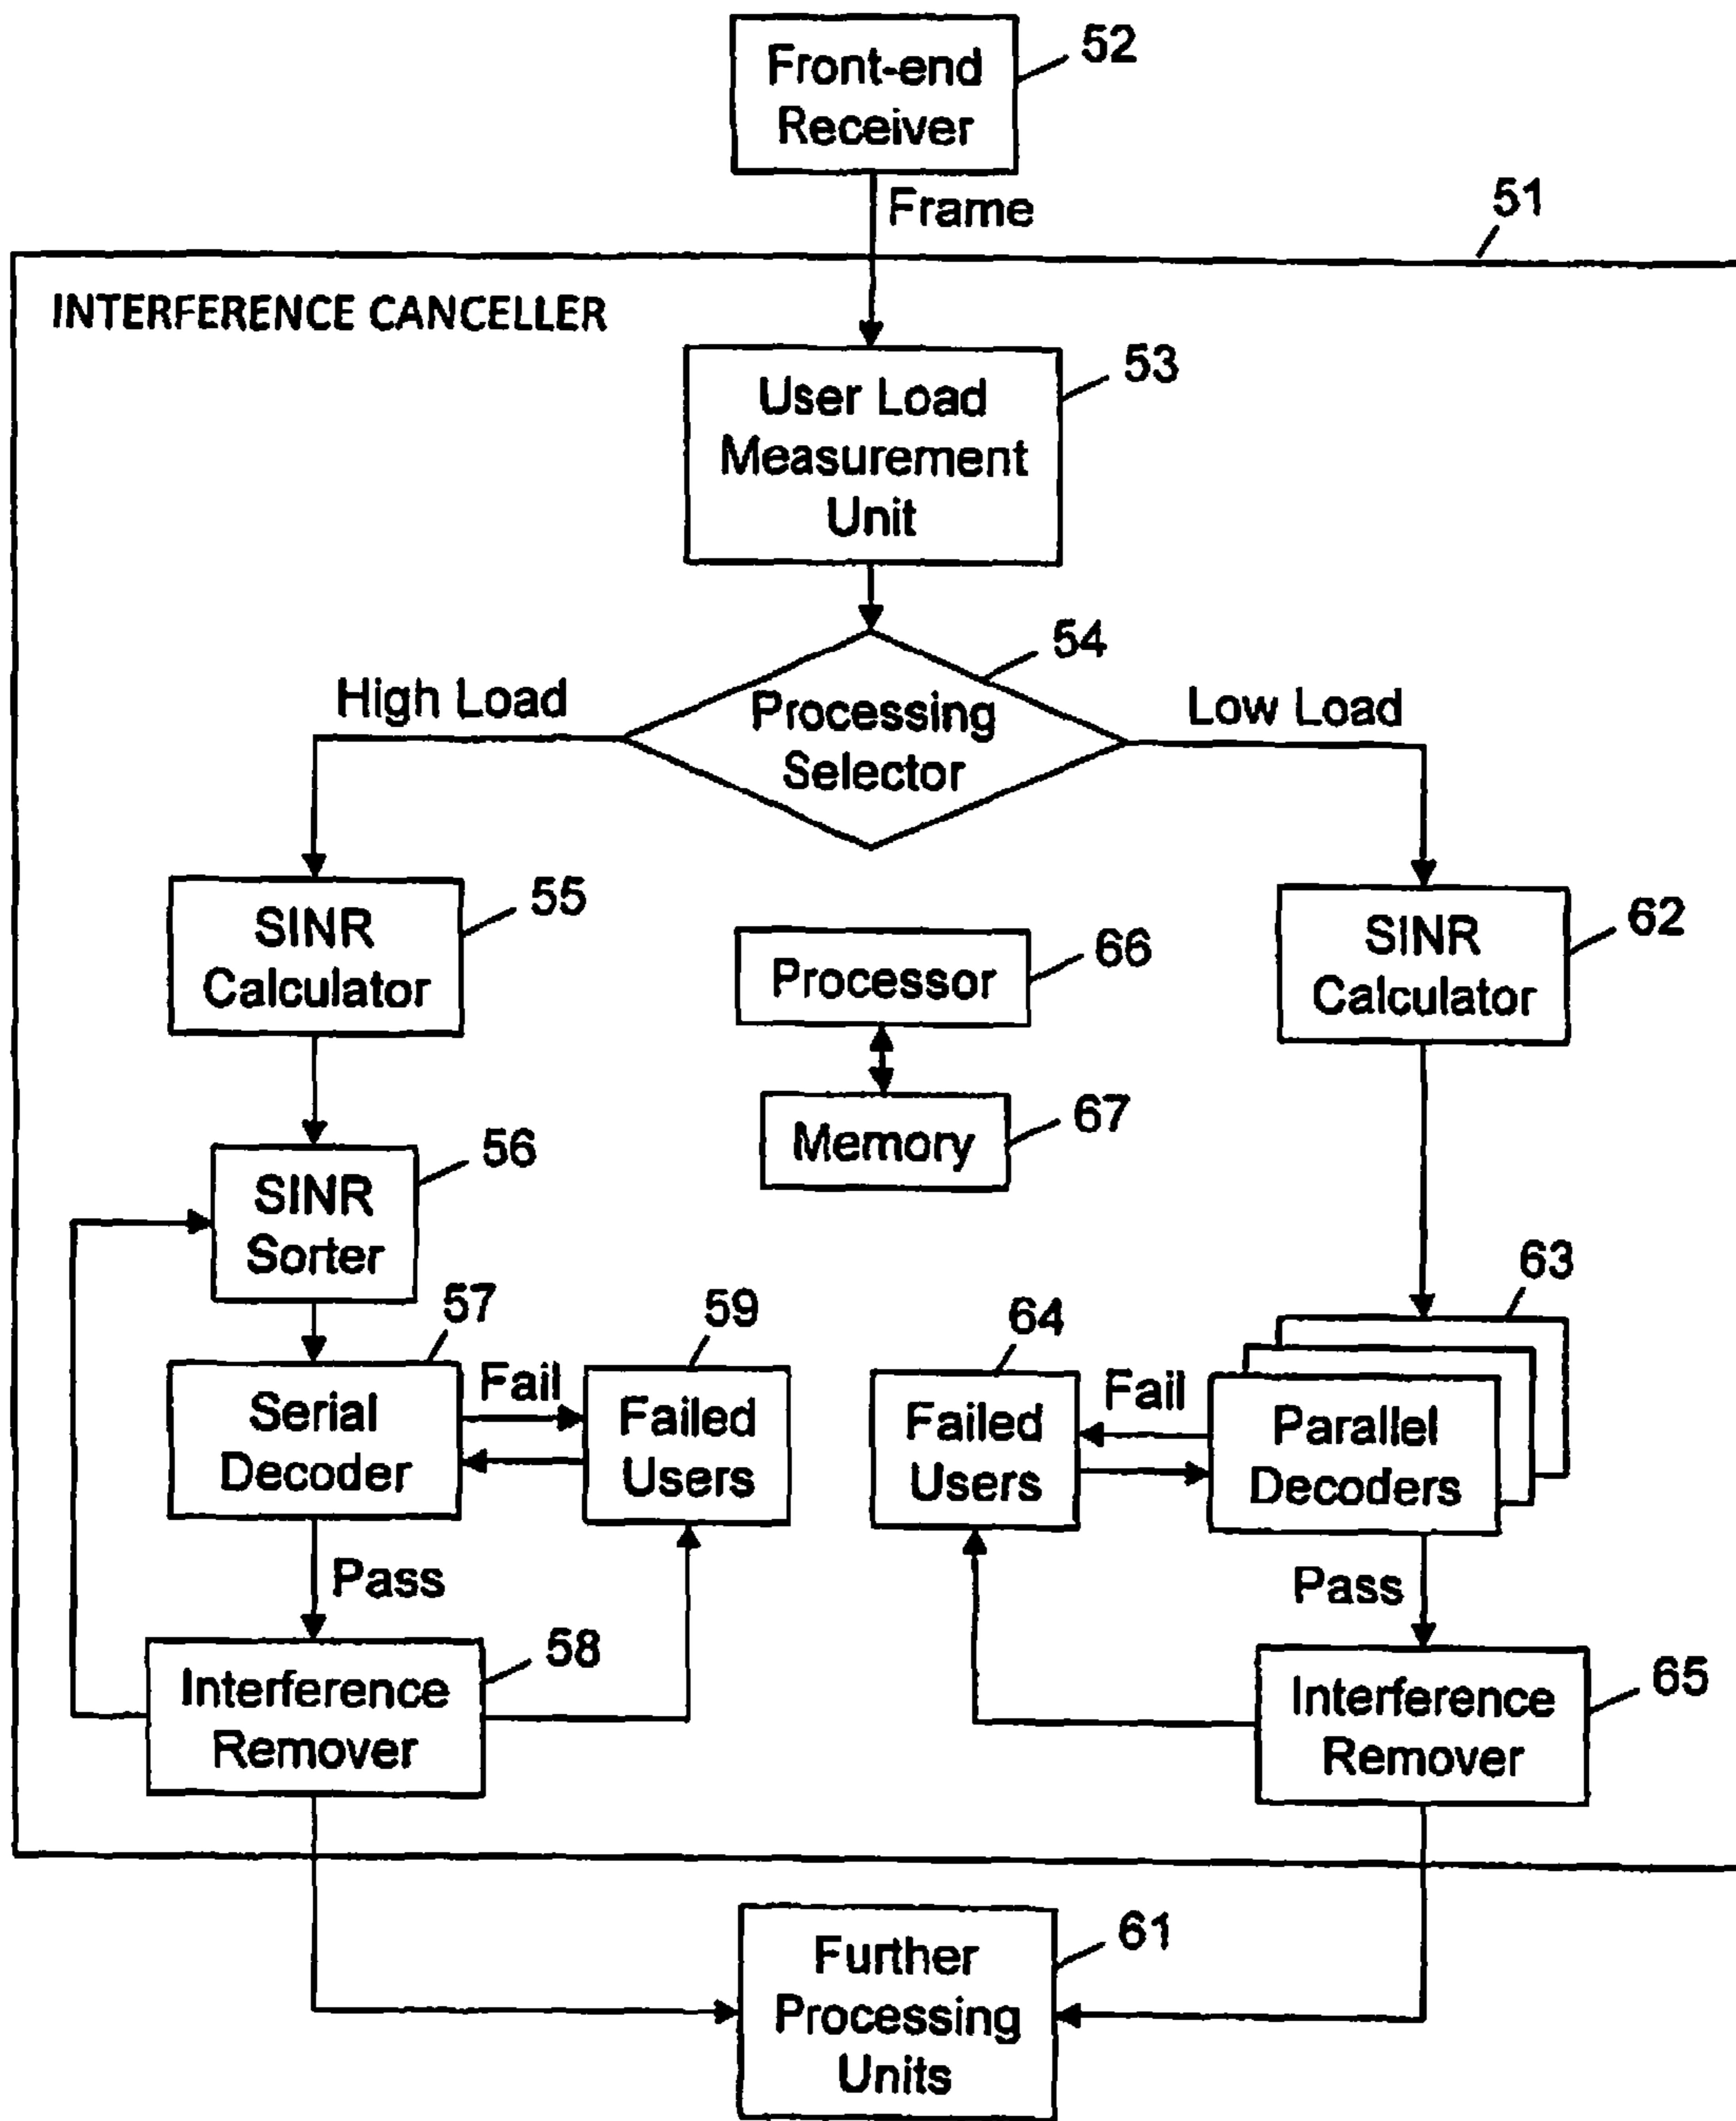 Front-end
Receiver
52
Frame
51
INTERFERENCE CANCELLER
User Load
Measurement
Unit
53
54
High Load
Processing
Selector
Low Load
SINR
Calculator
55
Processor
66
SINR
Calculator
62
Memory
67
SINR
Sorter
56
63
57
59
64
Serial
Decoder
Fail
Failed
Users
Failed
Users
Fail
Parallel
Decoders
Pass
Pass
Interference
Remover
58
Interference
Remover
65
Further
Processing
Units
61